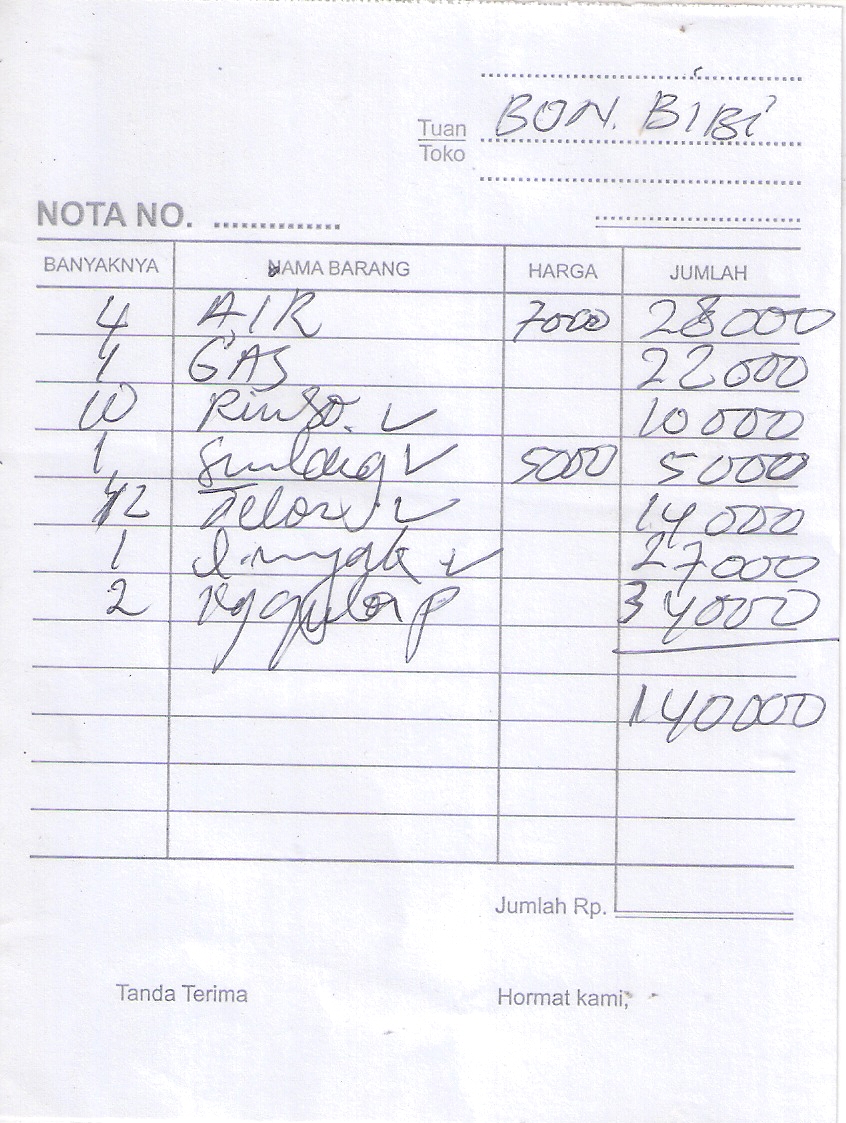 Tuan BON. BiBi
Toko
NOTA NO. ..............
BANYAKNYA NAMA BARANG HARGA JUMLAH
4 AIR 7000 28000
1 GAS 22000
10 Rinso. ✓ 10000
1 Sunlight ✓ 5000 5000
1/2 Telor ✓ 14000
1 l. minyak ✓ 27000
2 kg gula P 34000
140000
Jumlah Rp.
Tanda Terima Hormat kami,